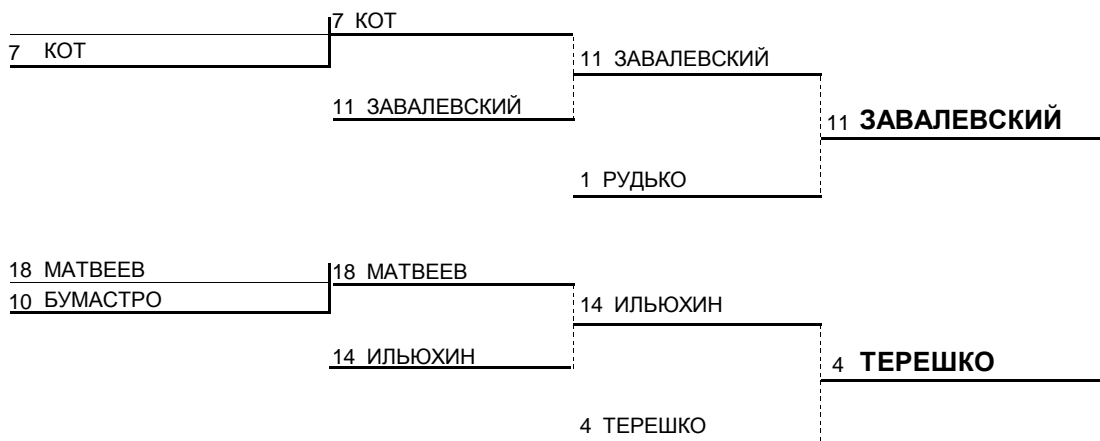 7 КОТ
7 КОТ
11 ЗАВАЛЕВСКИЙ
11 ЗАВАЛЕВСКИЙ
11 ЗАВАЛЕВСКИЙ
1 РУДЬКО
18 МАТВЕЕВ
18 МАТВЕЕВ
10 БУМАСТРО
14 ИЛЬЮХИН
14 ИЛЬЮХИН
4 ТЕРЕШКО
4 ТЕРЕШКО